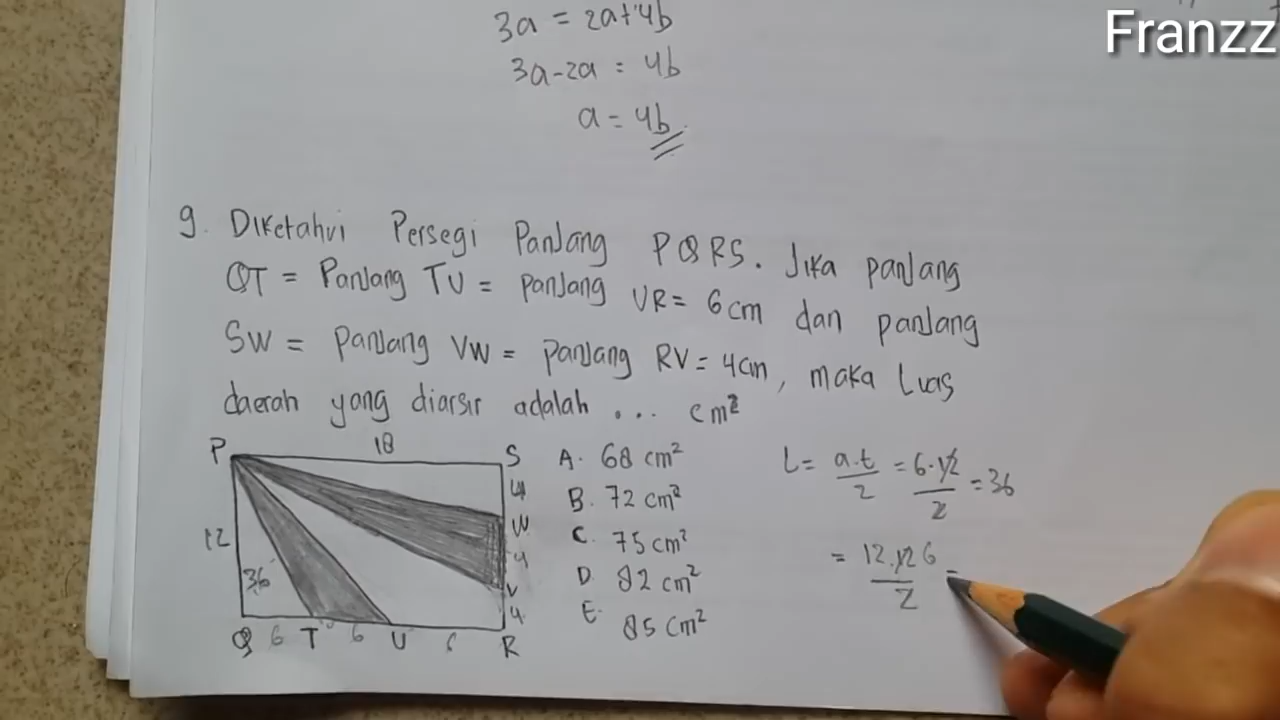 Franzz
3a = 2a+4b
3a-2a = 4b
a = 4b
9. Diketahui Persegi Panjang PQRS. Jika panjang
QT = Panjang TU = panjang UR = 6cm dan panjang
SW = panjang VW = panjang RV = 4cm, maka Luas
daerah yang diarsir adalah ... cm²
P 18 S
4
W
12 4
V
36 4
Q 6 T 6 U 6 R
A. 68 cm²
B. 72 cm²
C. 75 cm²
D. 82 cm²
E. 85 cm²
L = a.t/2 = 6.12/2 = 36
= 12.12 6/2 =